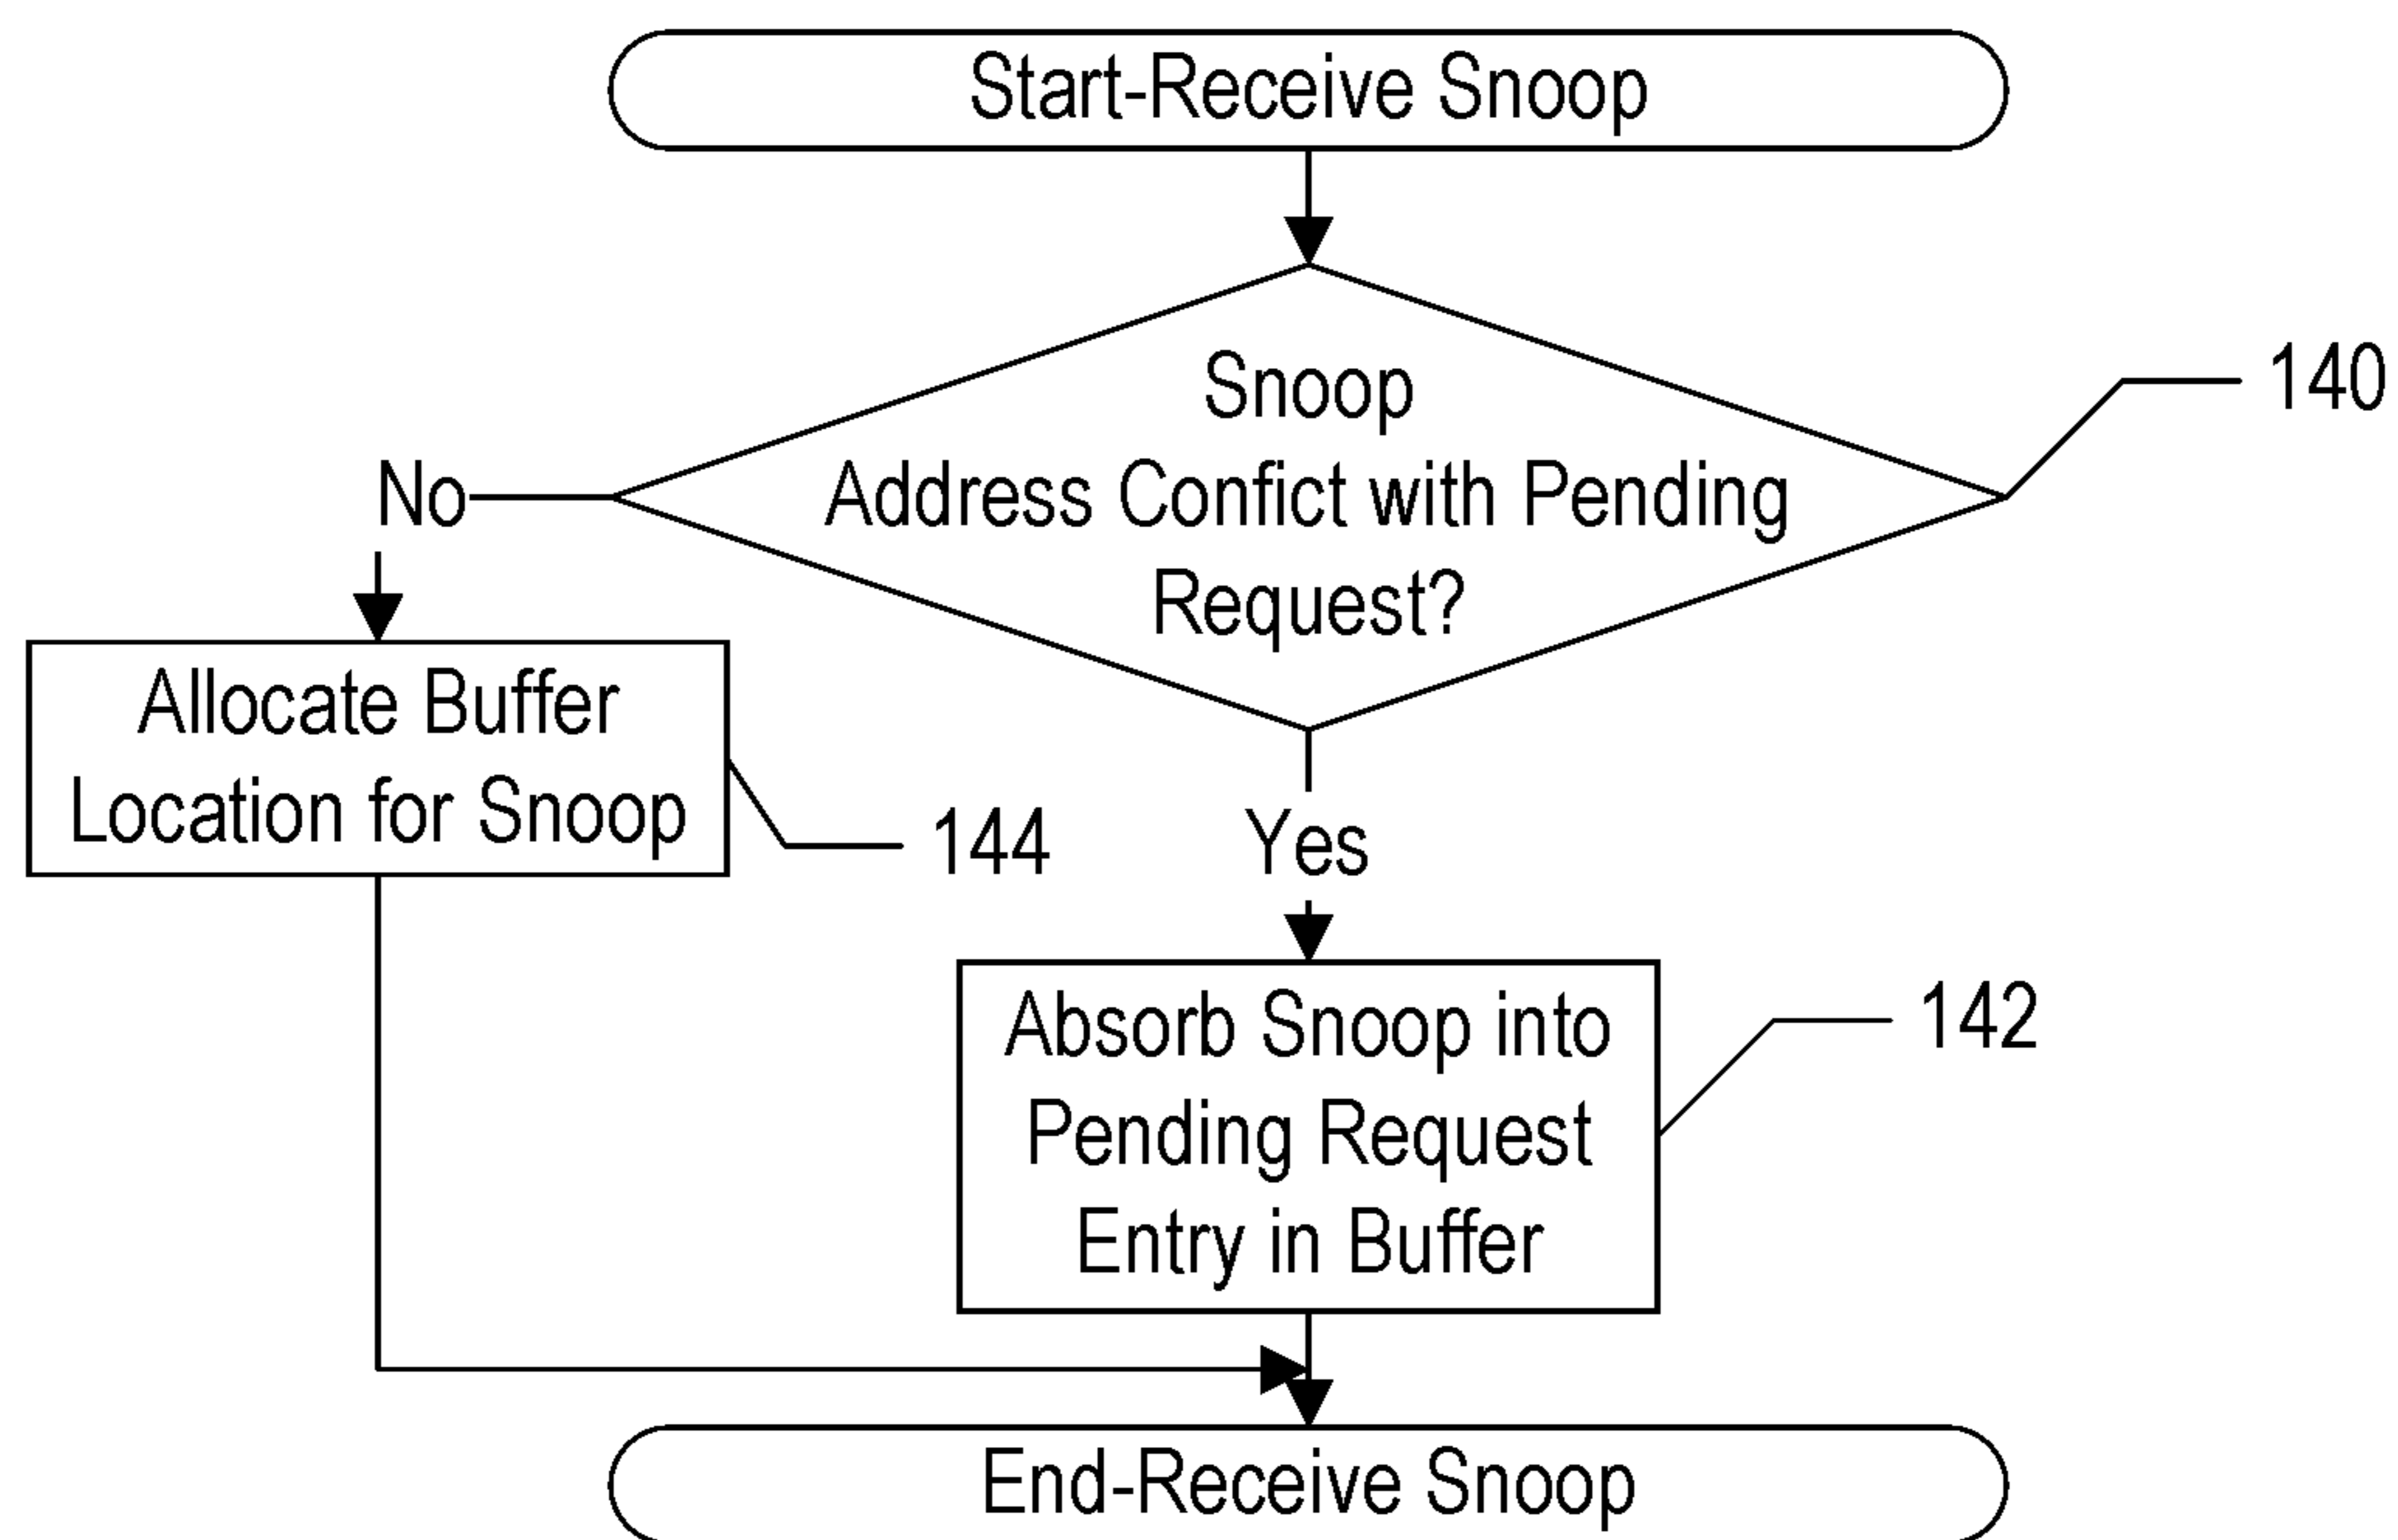 Start-Receive Snoop
Snoop
Address Confict with Pending
Request?
140
No
Allocate Buffer
Location for Snoop
144
Yes
Absorb Snoop into
Pending Request
Entry in Buffer
142
End-Receive Snoop